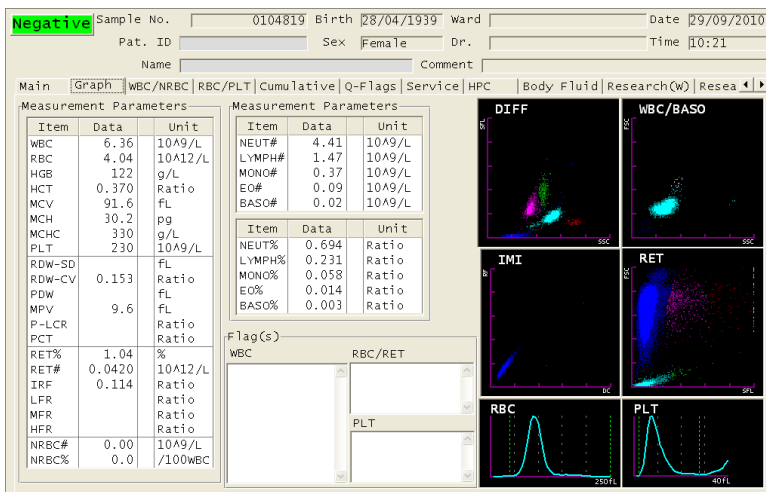 Negative Sample No. 0104819 Birth 28/04/1939 Ward Date 29/09/2010
Pat. ID Sex Female Dr. Time 10:21
Name Comment
Main Graph WBC/NRBC RBC/PLT Cumulative Q-Flags Service HPC Body Fluid Research(W) Resea
Measurement Parameters
Item Data Unit
WBC 6.36 10^9/L
RBC 4.04 10^12/L
HGB 122 g/L
HCT 0.370 Ratio
MCV 91.6 fL
MCH 30.2 pg
MCHC 330 g/L
PLT 230 10^9/L
RDW-SD fL
RDW-CV 0.153 Ratio
PDW fL
MPV 9.6 fL
P-LCR Ratio
PCT Ratio
RET% 1.04 %
RET# 0.0420 10^12/L
IRF 0.114 Ratio
LFR Ratio
MFR Ratio
HFR Ratio
NRBC# 0.00 10^9/L
NRBC% 0.0 /100WBC
Measurement Parameters
Item Data Unit
NEUT# 4.41 10^9/L
LYMPH# 1.47 10^9/L
MONO# 0.37 10^9/L
EO# 0.09 10^9/L
BASO# 0.02 10^9/L
Item Data Unit
NEUT% 0.694 Ratio
LYMPH% 0.231 Ratio
MONO% 0.058 Ratio
EO% 0.014 Ratio
BASO% 0.003 Ratio
Flag(s)
WBC RBC/RET
PLT
DIFF
SFL
SSC
WBC/BASO
FSC
SSC
IMI
RF
DC
RET
FSC
SFL
RBC
250fL
PLT
40fL